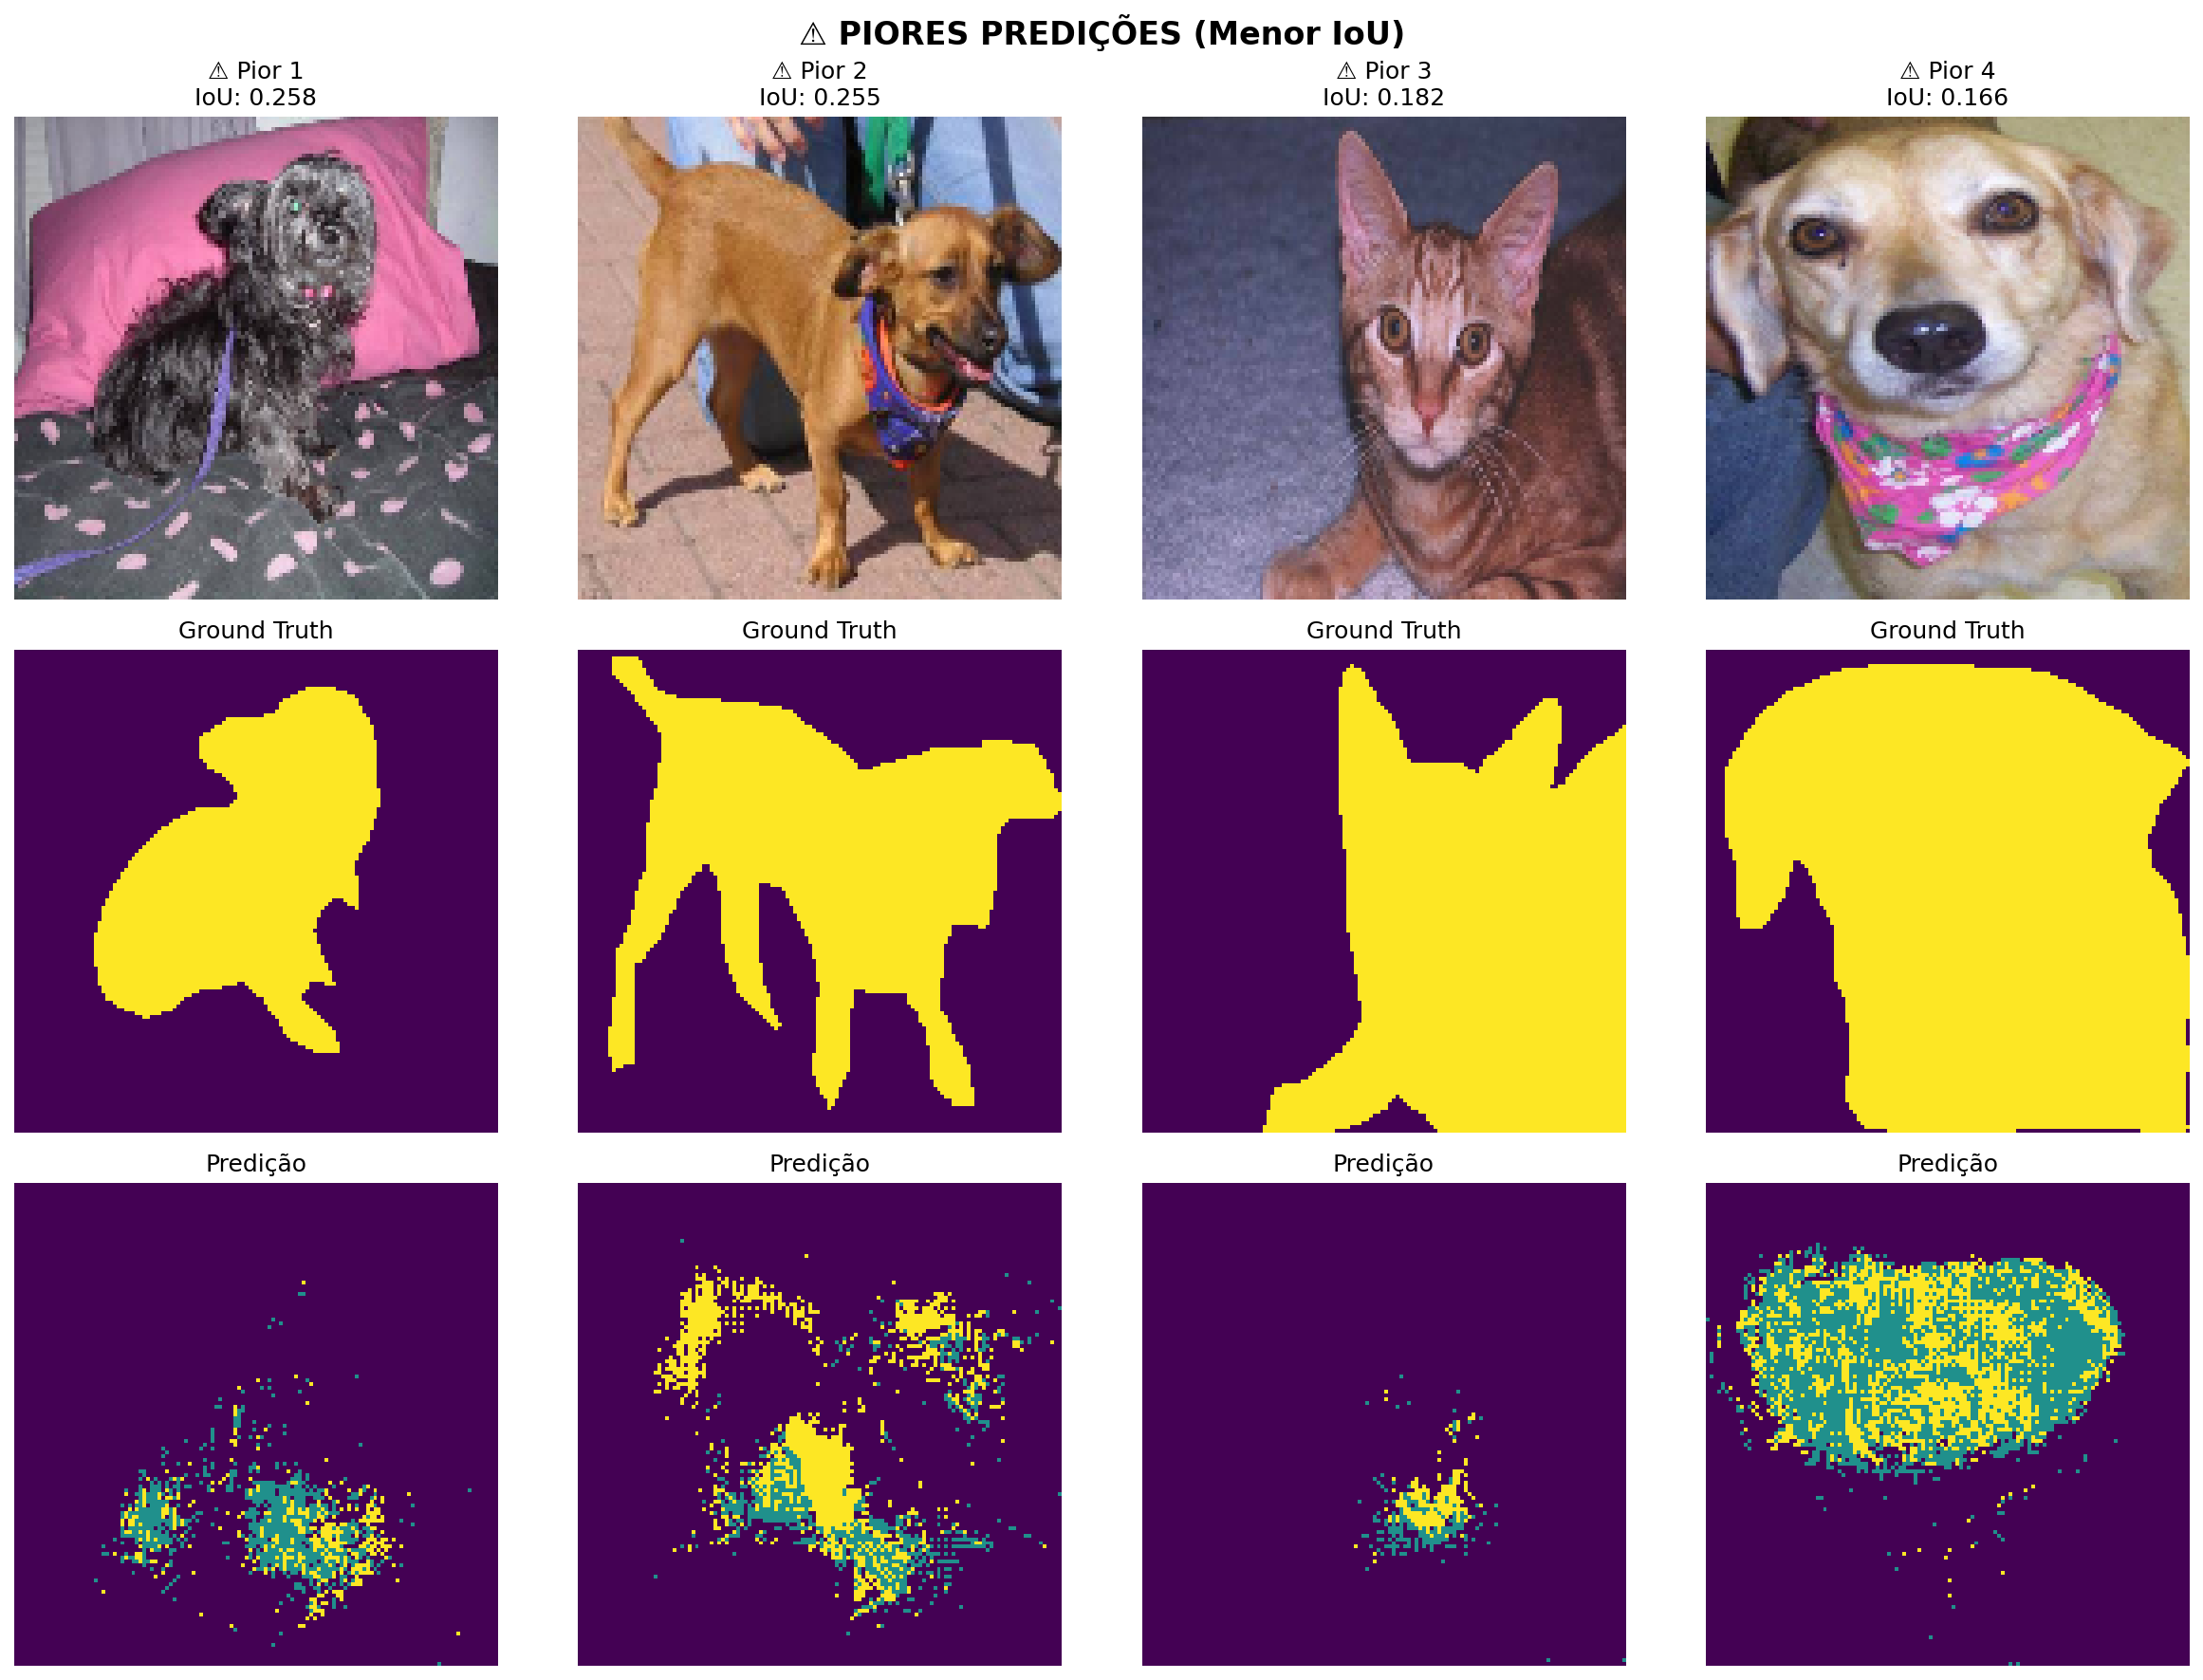 ⚠ PIORES PREDIÇÕES (Menor IoU)
⚠ Pior 1
IoU: 0.258
⚠ Pior 2
IoU: 0.255
⚠ Pior 3
IoU: 0.182
⚠ Pior 4
IoU: 0.166
Ground Truth
Ground Truth
Ground Truth
Ground Truth
Predição
Predição
Predição
Predição